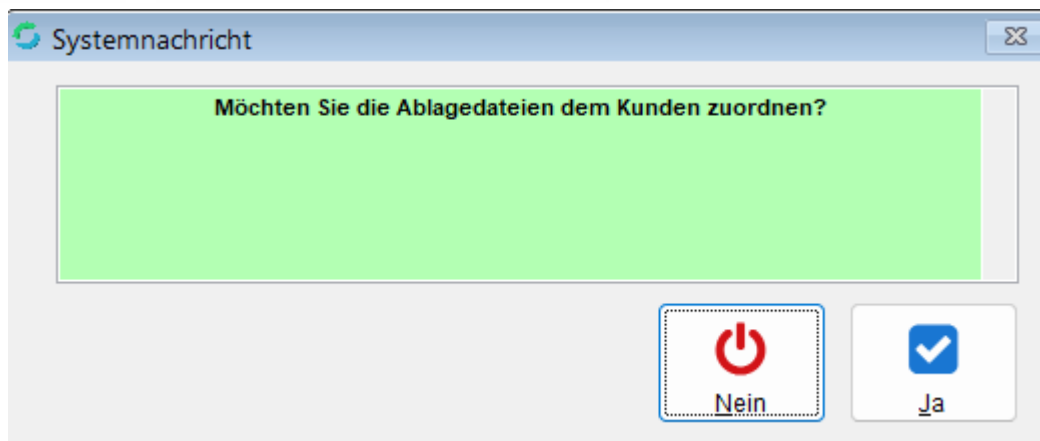 Systemnachricht
Möchten Sie die Ablagedateien dem Kunden zuordnen?
Nein
Ja